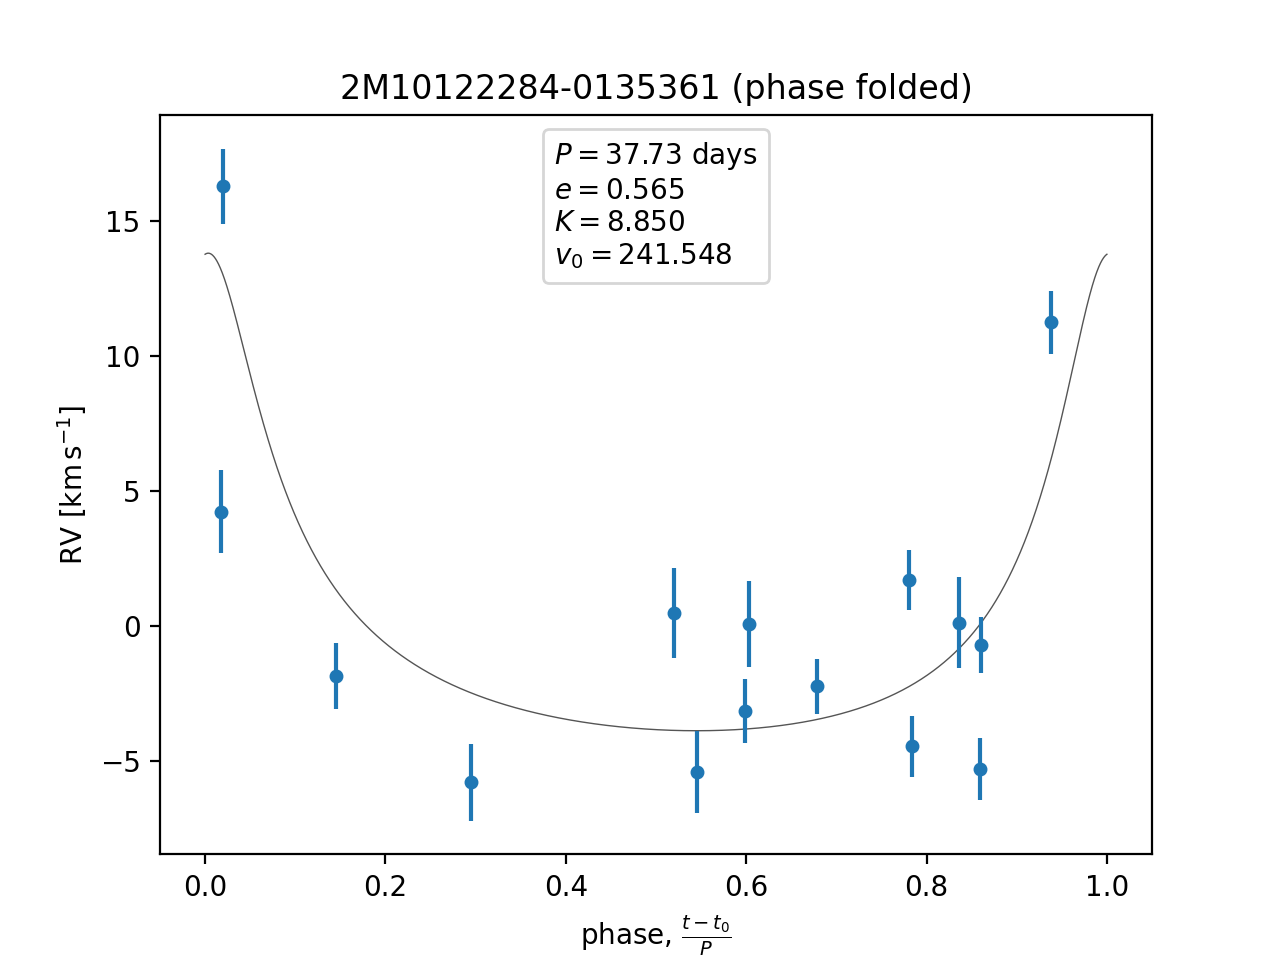 2M10122284-0135361 (phase folded)
P = 37.73 days
e = 0.565
K = 8.850
v₀ = 241.548
RV [km s⁻¹]
15
10
5
0
−5
0.0 0.2 0.4 0.6 0.8 1.0
phase, (t − t₀)/P